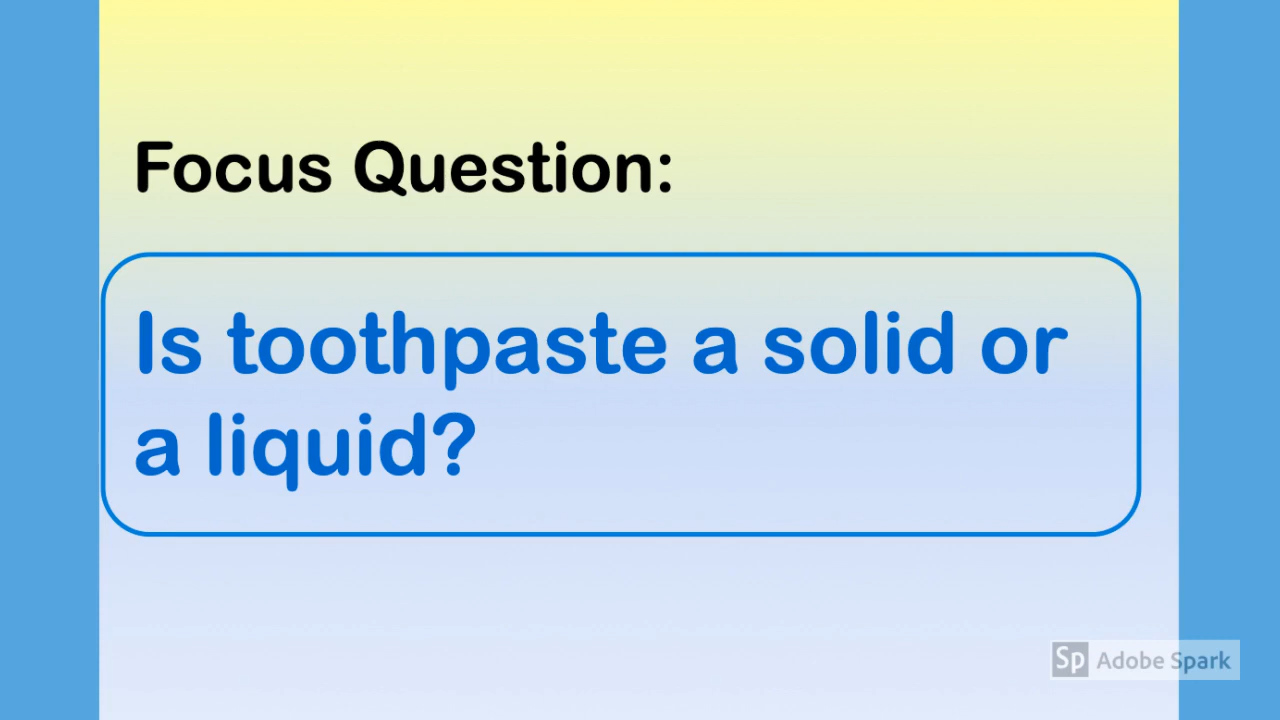 Focus Question:
Is toothpaste a solid or
a liquid?
Sp Adobe Spark